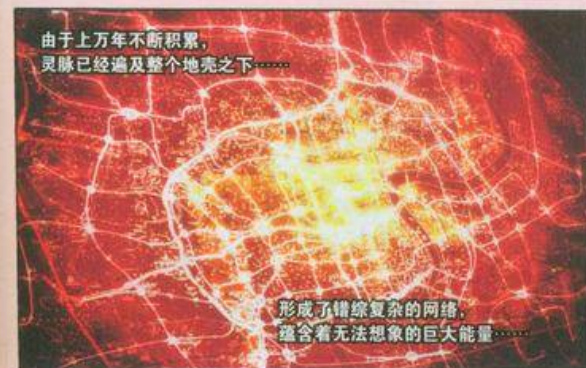 由于上万年不断积累，
灵脉已经遍及整个地壳之下……
形成了错综复杂的网络，
蕴含着无法想象的巨大能量……